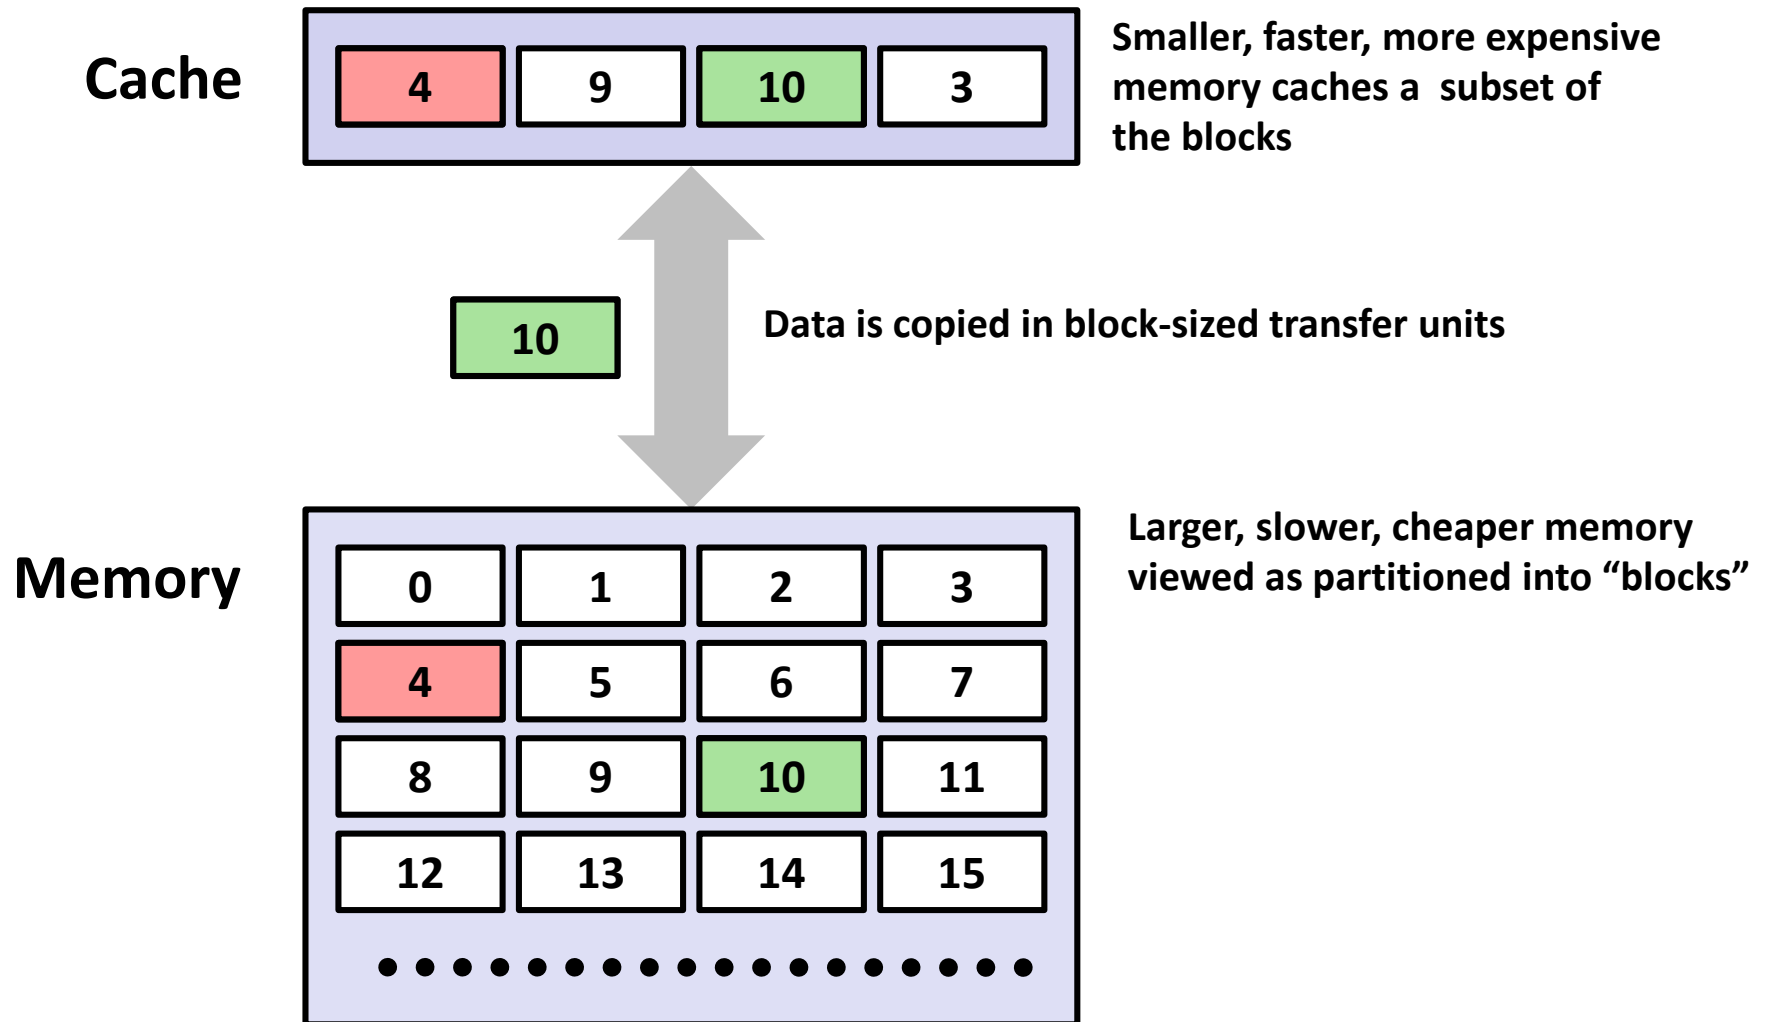 Cache
4 9 10 3
Smaller, faster, more expensive
memory caches a subset of
the blocks
10
Data is copied in block-sized transfer units
Memory
0 1 2 3
4 5 6 7
8 9 10 11
12 13 14 15
Larger, slower, cheaper memory
viewed as partitioned into “blocks”